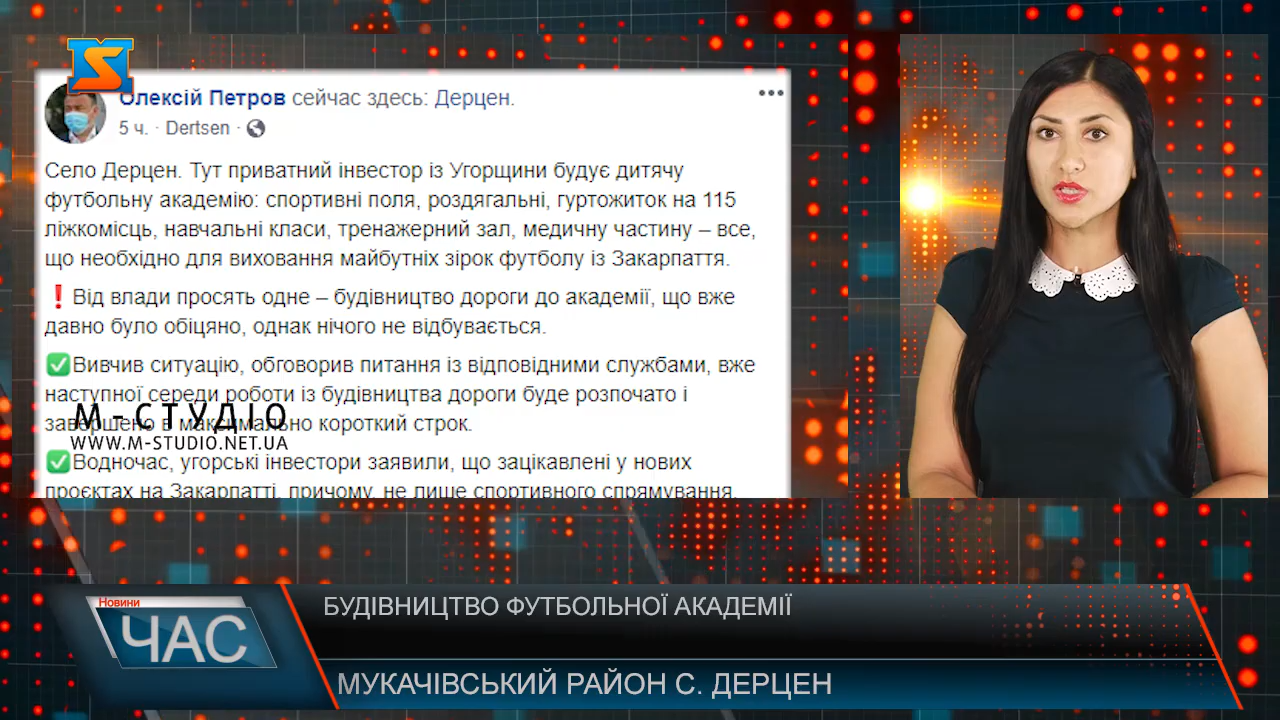 Олексій Петров сейчас здесь: Дерцен.
5 ч. · Dertsen ·
Село Дерцен. Тут приватний інвестор із Угорщини будує дитячу
футбольну академію: спортивні поля, роздягальні, гуртожиток на 115
ліжкомісць, навчальні класи, тренажерний зал, медичну частину – все,
що необхідно для виховання майбутніх зірок футболу із Закарпаття.
❗Від влади просять одне – будівництво дороги до академії, що вже
давно було обіцяно, однак нічого не відбувається.
✅Вивчив ситуацію, обговорив питання із відповідними службами, вже
наступної середи роботи із будівництва дороги буде розпочато і
завершено в максимально короткий строк.
М-СТУДІО
WWW.M-STUDIO.NET.UA
✅Водночас, угорські інвестори заявили, що зацікавлені у нових
проєктах на Закарпатті, причому, не лише спортивного спрямування.
Новини
ЧАС
БУДІВНИЦТВО ФУТБОЛЬНОЇ АКАДЕМІЇ
МУКАЧІВСЬКИЙ РАЙОН С. ДЕРЦЕН